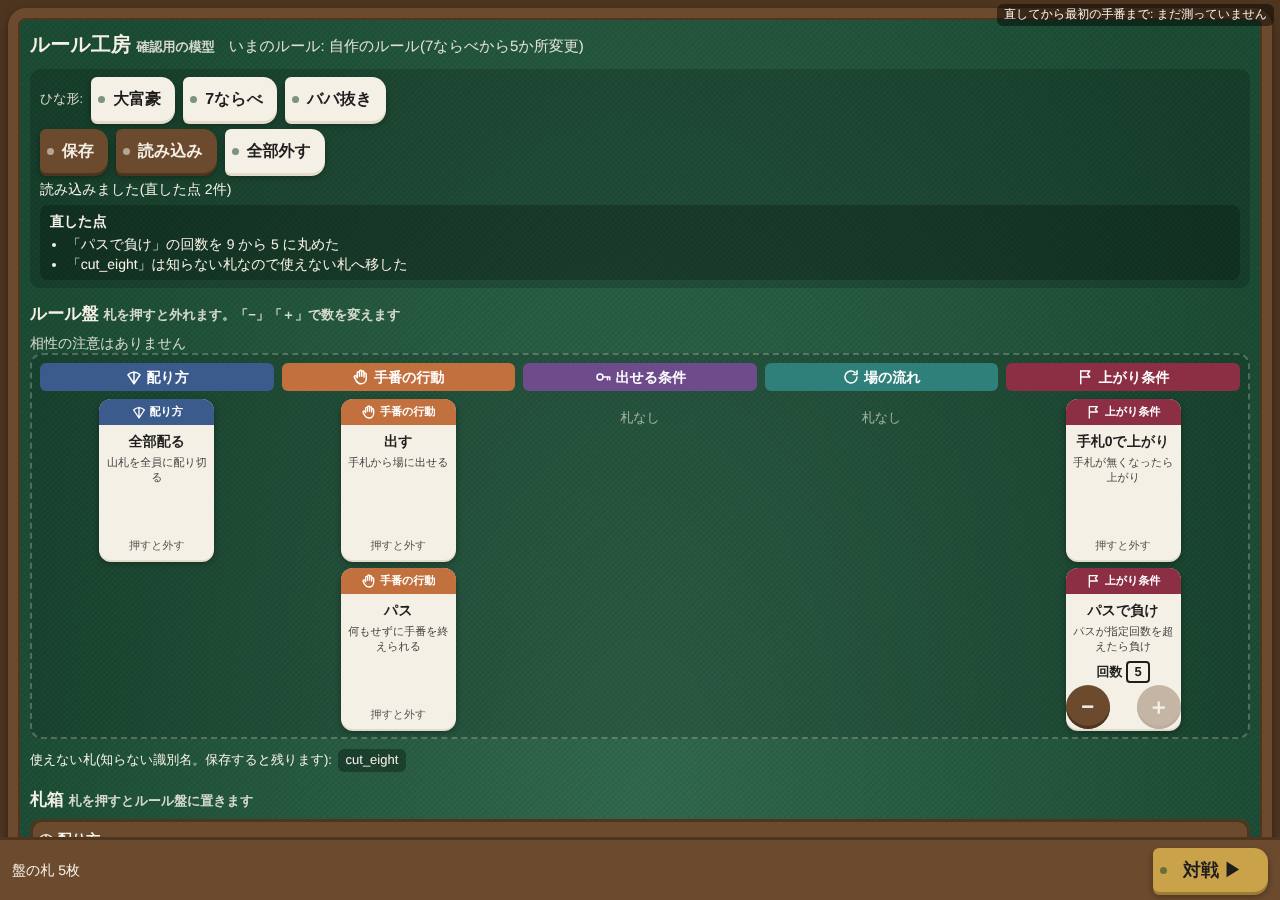 直してから最初の手番まで: まだ測っていません
ルール工房 確認用の模型 いまのルール: 自作のルール(7ならべから5か所変更)
ひな形: 大富豪 7ならべ ババ抜き
保存 読み込み 全部外す
読み込みました(直した点 2件)
直した点
• 「パスで負け」の回数を 9 から 5 に丸めた
• 「cut_eight」は知らない札なので使えない札へ移した
ルール盤 札を押すと外れます。「−」「+」で数を変えます
相性の注意はありません
配り方 手番の行動 出せる条件 場の流れ 上がり条件
配り方
全部配る
山札を全員に配り切
る
押すと外す
手番の行動
出す
手札から場に出せる
押すと外す
手番の行動
パス
何もせずに手番を終
えられる
押すと外す
札なし
札なし
上がり条件
手札0で上がり
手札が無くなったら
上がり
押すと外す
上がり条件
パスで負け
パスが指定回数を超
えたら負け
回数 5
− +
使えない札(知らない識別名。保存すると残ります): cut_eight
札箱 札を押すとルール盤に置きます
配り方
盤の札 5枚
対戦 ▶